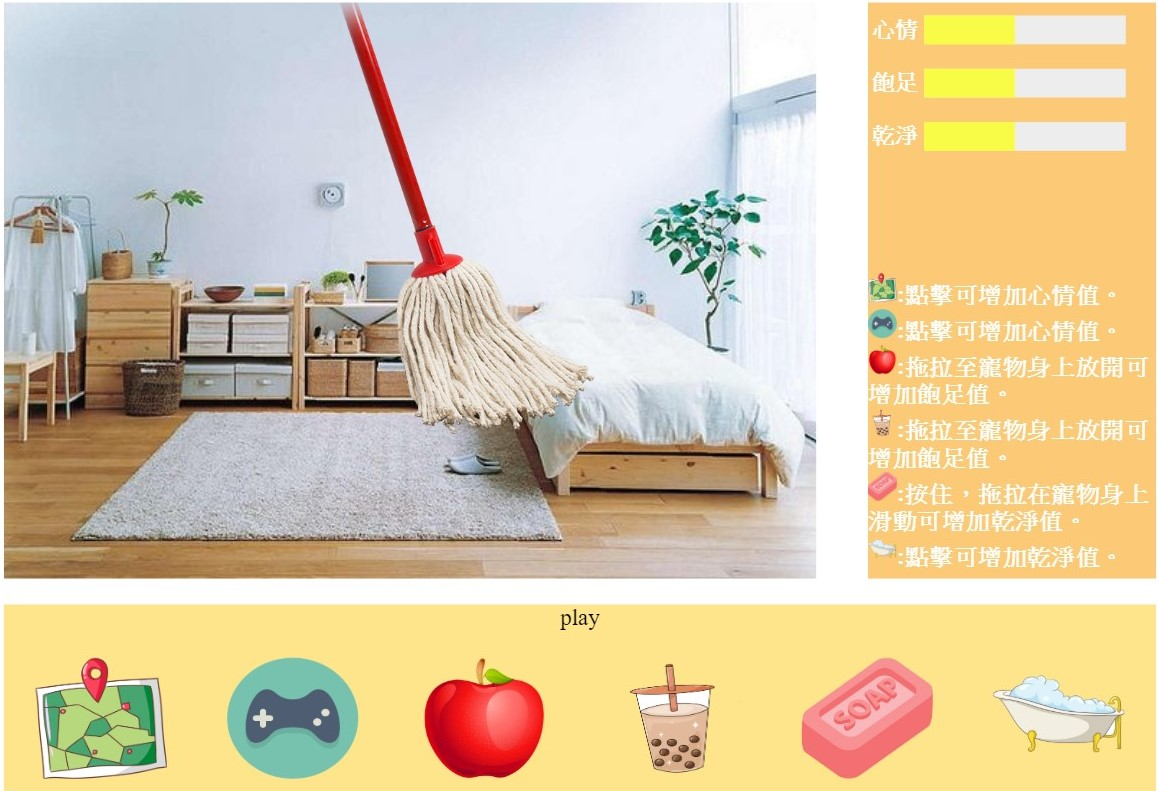 心情
飽足
乾淨
:點擊可增加心情值。
:點擊可增加心情值。
:拖拉至寵物身上放開可
增加飽足值。
:拖拉至寵物身上放開可
增加飽足值。
:按住，拖拉在寵物身上
滑動可增加乾淨值。
:點擊可增加乾淨值。
play
SOAP